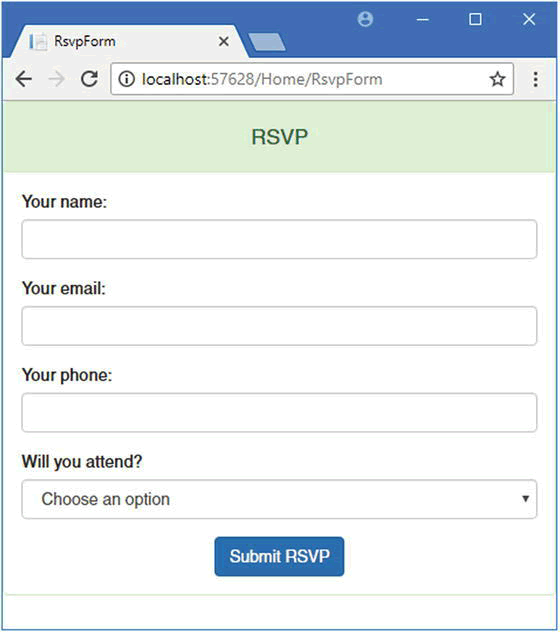 RsvpForm
localhost:57628/Home/RsvpForm
RSVP
Your name:
Your email:
Your phone:
Will you attend?
Choose an option
Submit RSVP